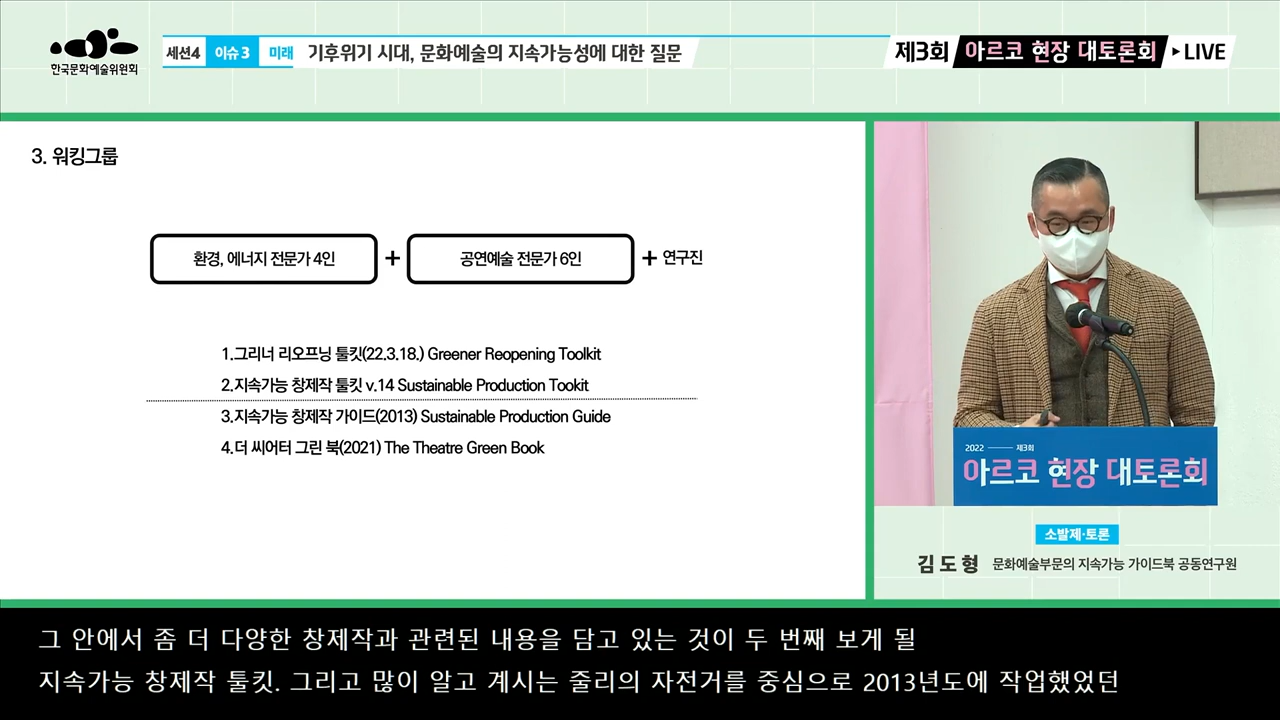 한국문화예술위원회
세션4 이슈 3 미래 기후위기 시대, 문화예술의 지속가능성에 대한 질문
제3회 아르코 현장 대토론회 ▸LIVE
3. 워킹그룹
환경, 에너지 전문가 4인 + 공연예술 전문가 6인 + 연구진
1.그리너 리오프닝 툴킷(22.3.18.) Greener Reopening Toolkit
2.지속가능 창제작 툴킷 v.14 Sustainable Production Tookit
3.지속가능 창제작 가이드(2013) Sustainable Production Guide
4.더 씨어터 그린 북(2021) The Theatre Green Book
2022 제3회
아르코 현장 대토론회
소발제·토론
김도형 문화예술부문의 지속가능 가이드북 공동연구원
그 안에서 좀 더 다양한 창제작과 관련된 내용을 담고 있는 것이 두 번째 보게 될
지속가능 창제작 툴킷. 그리고 많이 알고 계시는 줄리의 자전거를 중심으로 2013년도에 작업했었던